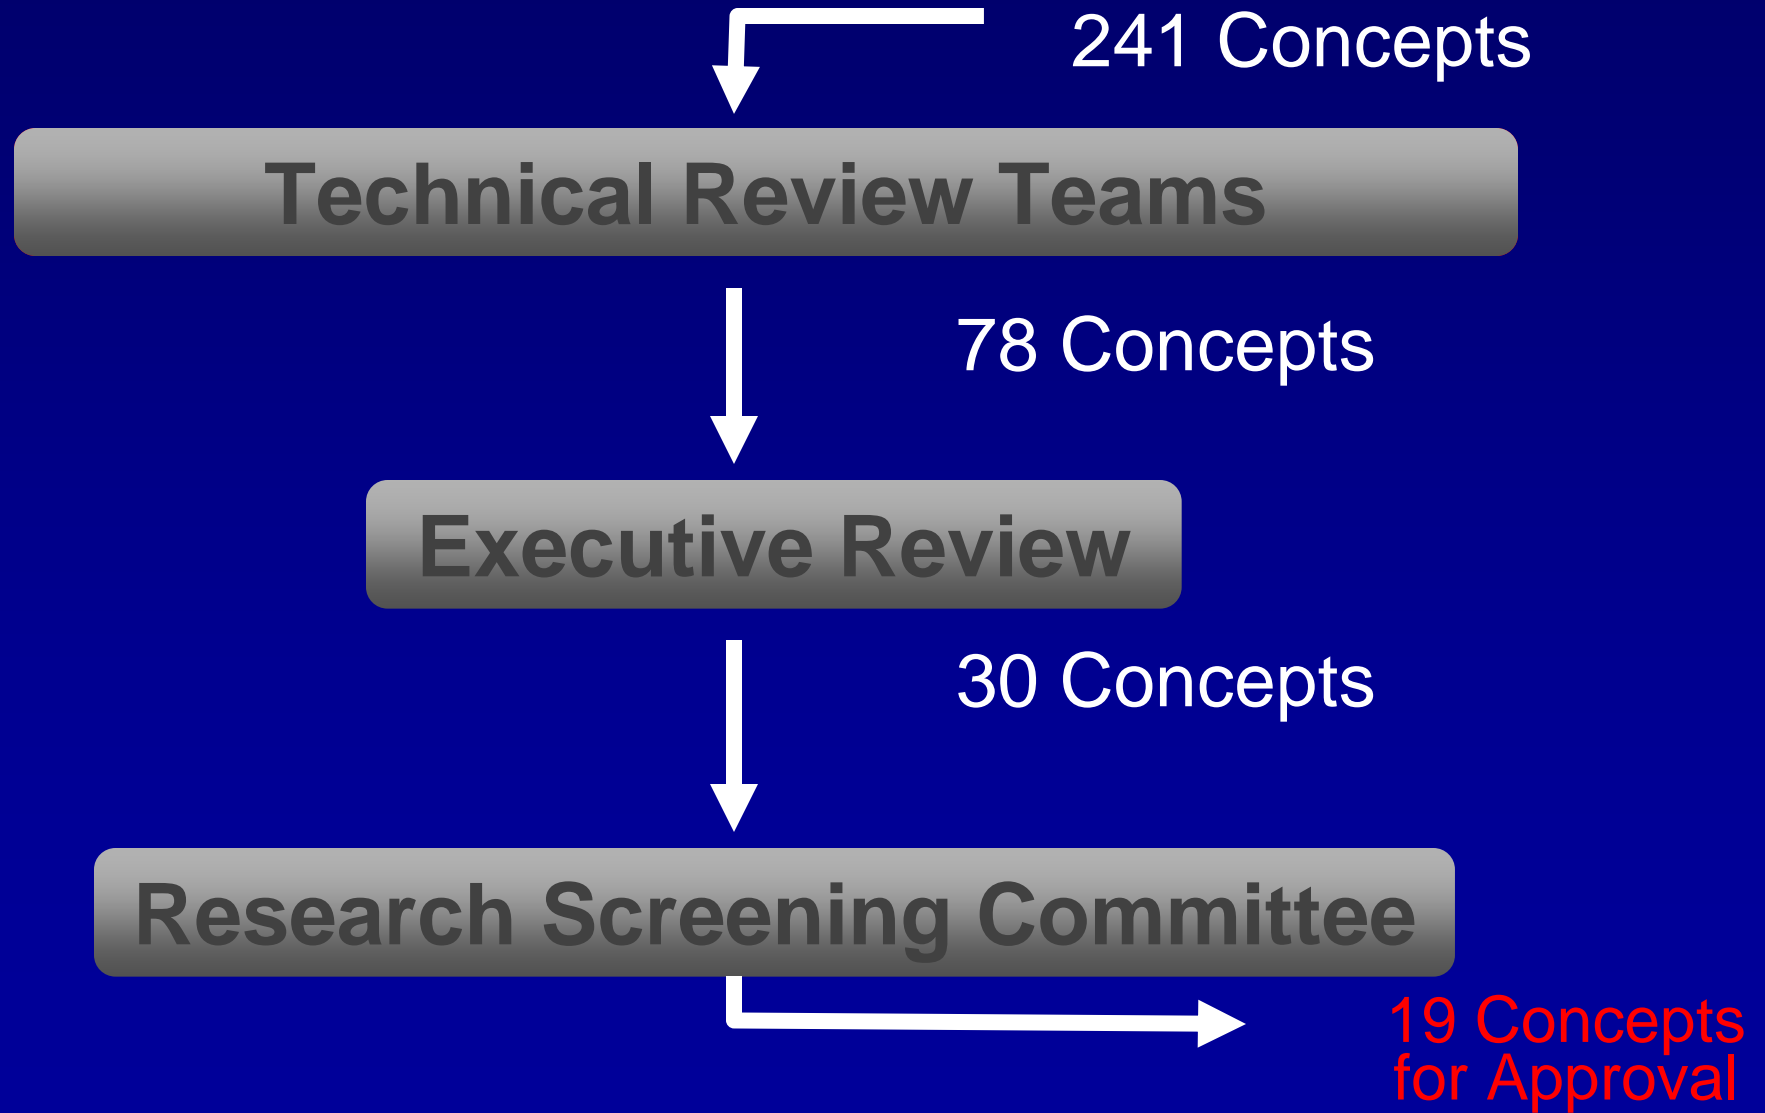 241 Concepts
Technical Review Teams
78 Concepts
Executive Review
30 Concepts
Research Screening Committee
19 Concepts
for Approval